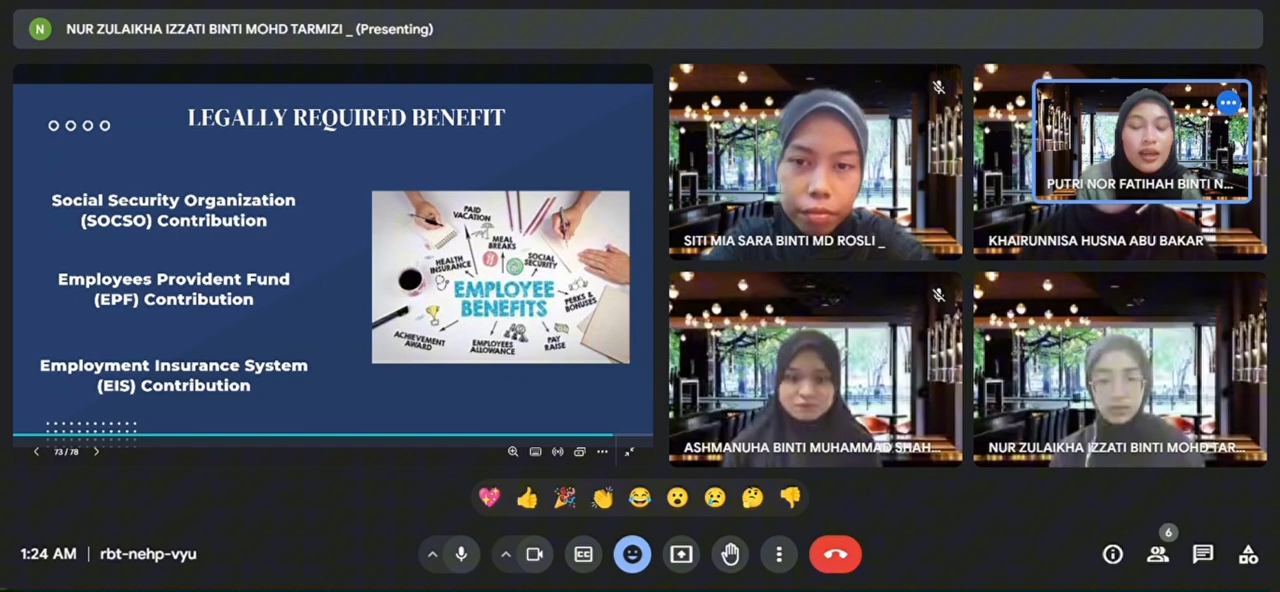 N
NUR ZULAIKHA IZZATI BINTI MOHD TARMIZI _ (Presenting)
LEGALLY REQUIRED BENEFIT
Social Security Organization
(SOCSO) Contribution
Employees Provident Fund
(EPF) Contribution
Employment Insurance System
(EIS) Contribution
PAID
VACATION
MEAL
BREAKS
HEALTH
INSURANCE
SOCIAL
SECURITY
EMPLOYEE
BENEFITS
PERKS &
BONUSES
ACHIEVEMENT
AWARD
EMPLOYEES
ALLOWANCE
PAY
RAISE
73 / 78
SITI MIA SARA BINTI MD ROSLI _
PUTRI NOR FATIHAH BINTI N...
KHAIRUNNISA HUSNA ABU BAKAR
ASHMANUHA BINTI MUHAMMAD SHAH...
NUR ZULAIKHA IZZATI BINTI MOHD TAR...
1:24 AM | rbt-nehp-vyu
CC
6